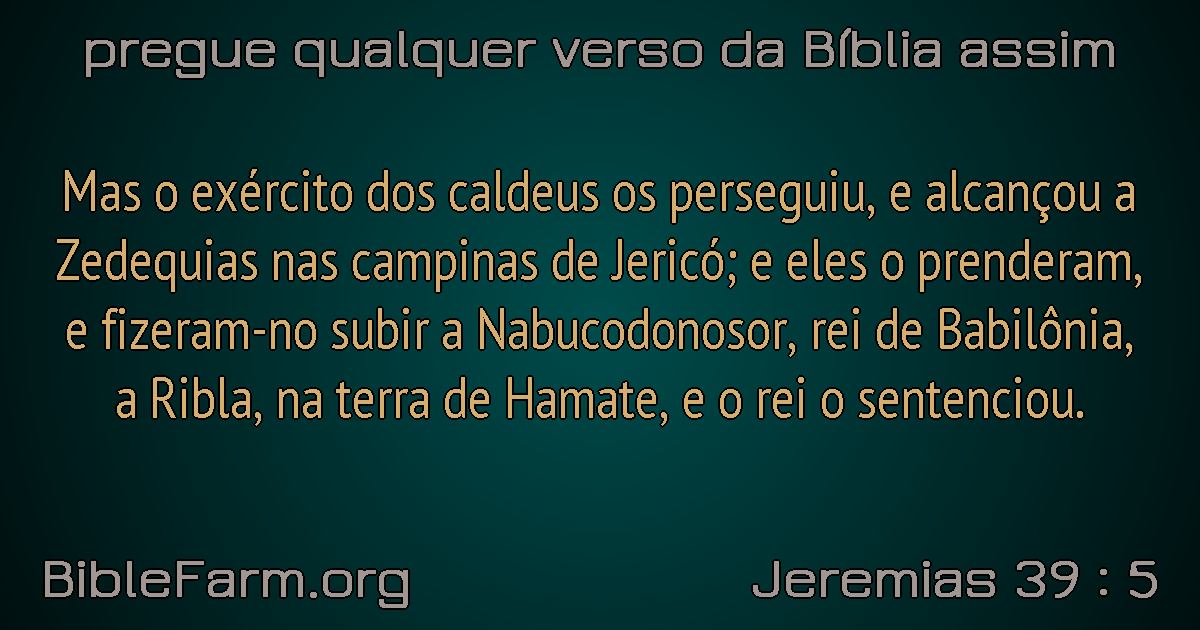 pregue qualquer verso da Bíblia assim
Mas o exército dos caldeus os perseguiu, e alcançou a
Zedequias nas campinas de Jericó; e eles o prenderam,
e fizeram-no subir a Nabucodonosor, rei de Babilônia,
a Ribla, na terra de Hamate, e o rei o sentenciou.
BibleFarm.org
Jeremias 39 : 5